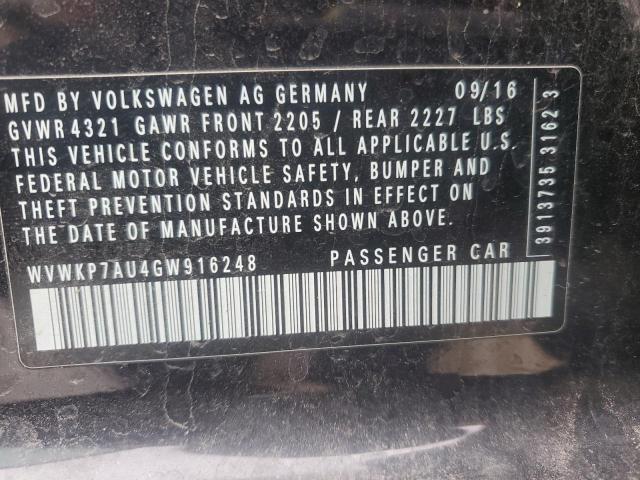 MFD BY VOLKSWAGEN AG GERMANY 09/16
GVWR 4321 GAWR FRONT 2205 / REAR 2227 LBS
THIS VEHICLE CONFORMS TO ALL APPLICABLE U.S.
FEDERAL MOTOR VEHICLE SAFETY, BUMPER AND
THEFT PREVENTION STANDARDS IN EFFECT ON
THE DATE OF MANUFACTURE SHOWN ABOVE.
WVWKP7AU4GW916248 PASSENGER CAR
3913735 3162 3